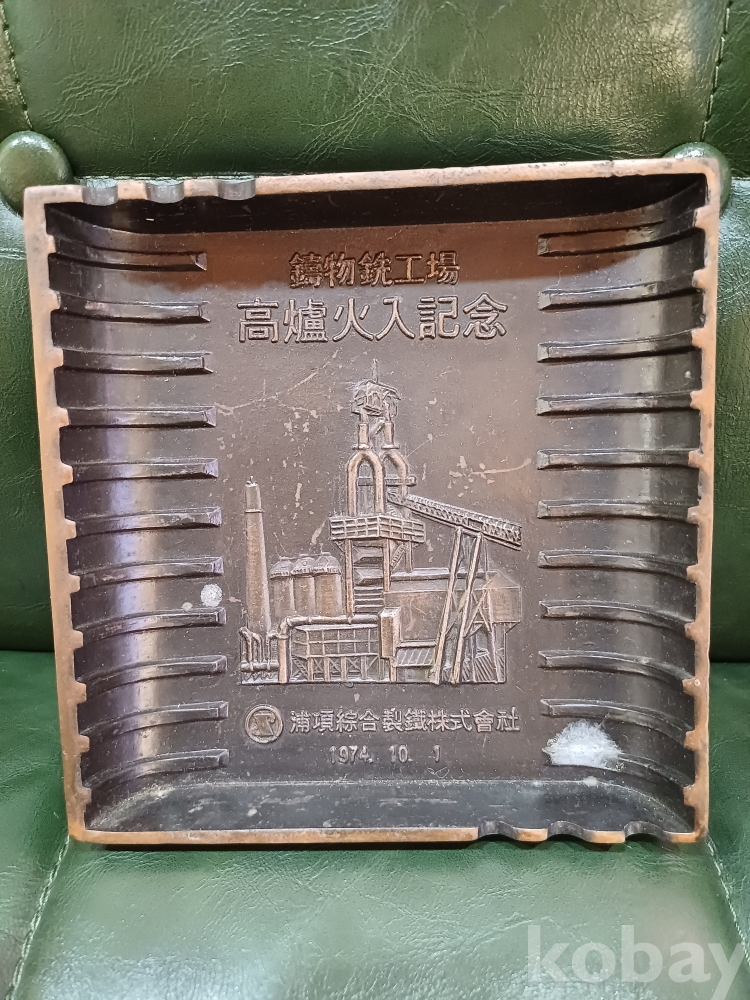 鑄物銑工場
高爐火入記念
浦項綜合製鐵株式會社
1974. 10. 1
kobay